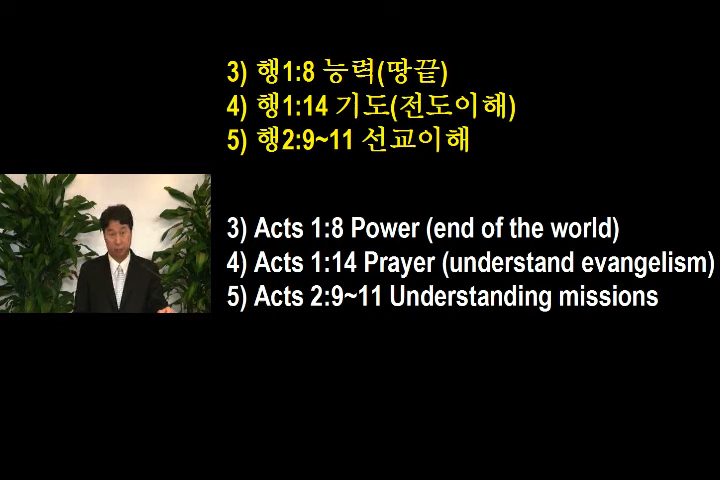 3) 행1:8 능력(땅끝)
4) 행1:14 기도(전도이해)
5) 행2:9~11 선교이해
3) Acts 1:8 Power (end of the world)
4) Acts 1:14 Prayer (understand evangelism)
5) Acts 2:9~11 Understanding missions